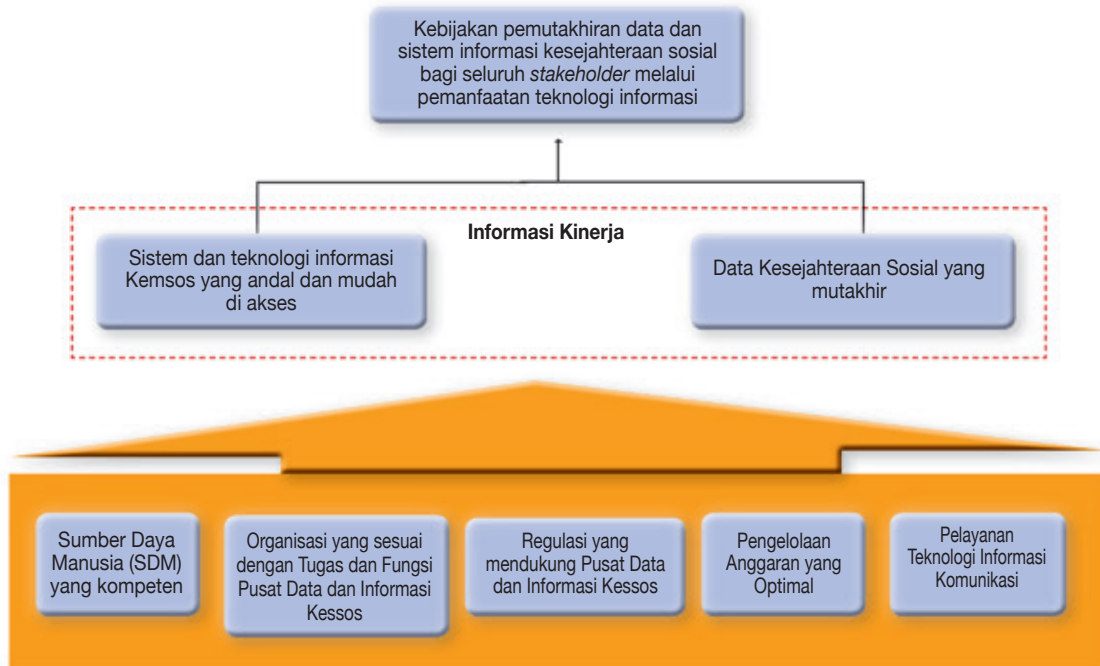 Kebijakan pemutakhiran data dan
sistem informasi kesejahteraan sosial
bagi seluruh stakeholder melalui
pemanfaatan teknologi informasi
Informasi Kinerja
Sistem dan teknologi informasi
Kemsos yang andal dan mudah
di akses
Data Kesejahteraan Sosial yang
mutakhir
Sumber Daya
Manusia (SDM)
yang kompeten
Organisasi yang sesuai
dengan Tugas dan Fungsi
Pusat Data dan Informasi
Kessos
Regulasi yang
mendukung Pusat Data
dan Informasi Kessos
Pengelolaan
Anggaran yang
Optimal
Pelayanan
Teknologi Informasi
Komunikasi